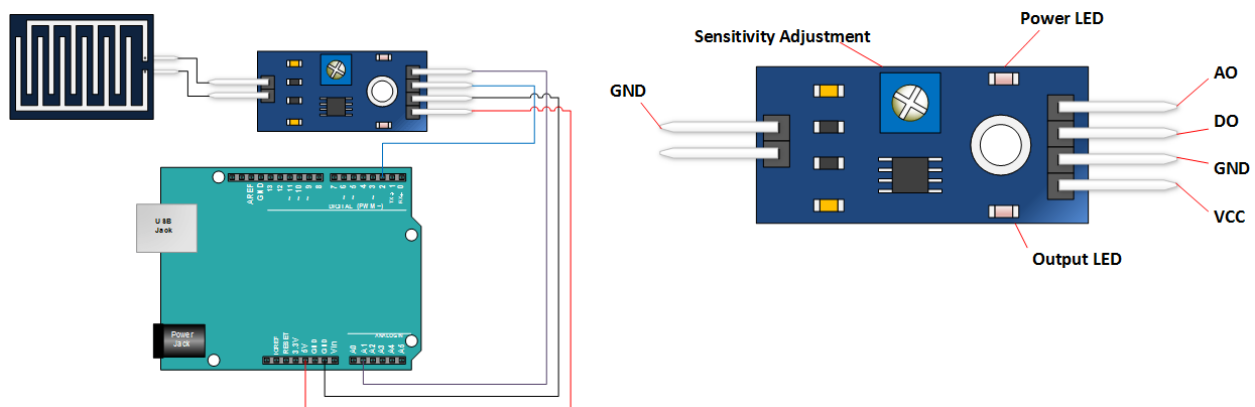 Power LED
Sensitivity Adjustment
AO
GND
DO
GND
VCC
Output LED
AREF
GND
13
12
~ 11
~ 10
~ 9
8
7
~ 6
~ 5
4
~ 3
2
1
0
DIGITAL (PWM ~)
USB
Jack
Power
Jack
IOREF
RESET
3.3V
5V
GND
GND
Vin
A0
A1
A2
A3
A4
A5